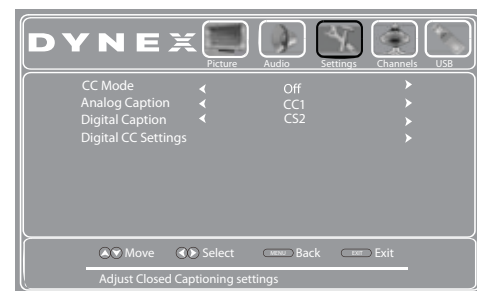 DYNEX
Picture Audio Settings Channels USB
CC Mode Off
Analog Caption CC1
Digital Caption CS2
Digital CC Settings
Move Select MENU Back EXIT Exit
Adjust Closed Captioning settings